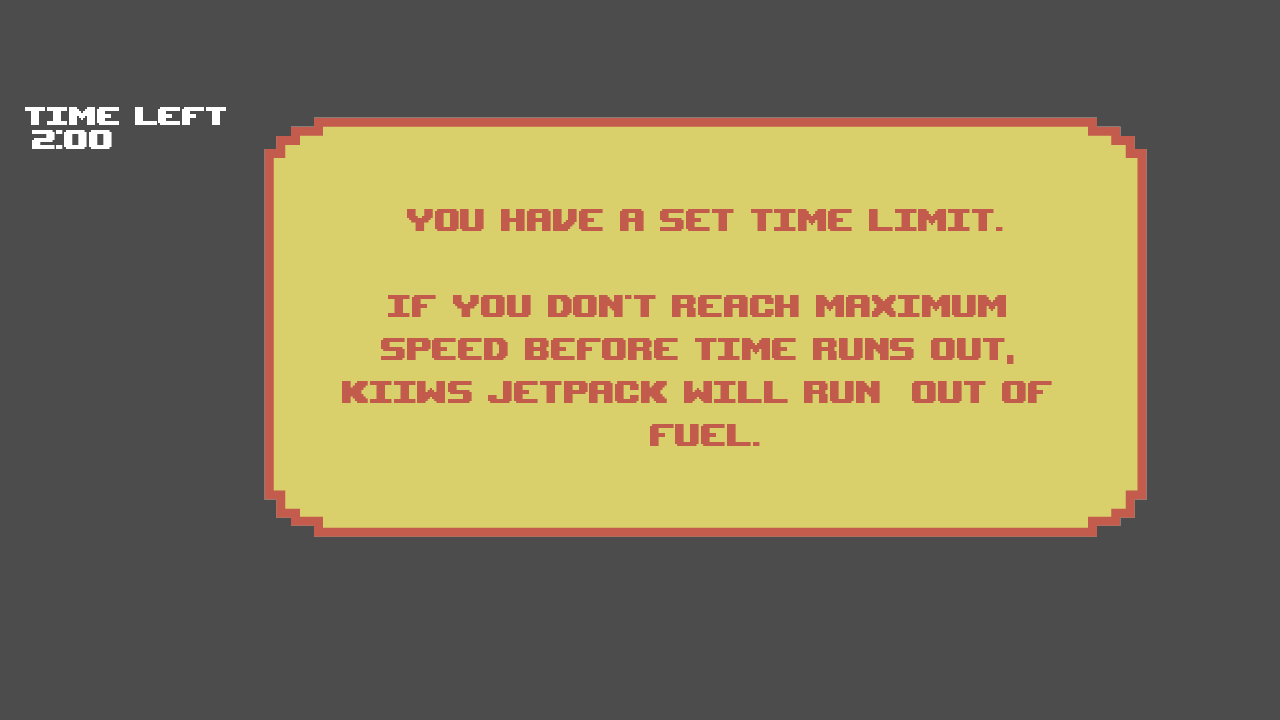 TIME LEFT
2:00
YOU HAVE A SET TIME LIMIT.
IF YOU DON'T REACH MAXIMUM
SPEED BEFORE TIME RUNS OUT,
KIIWS JETPACK WILL RUN  OUT OF
FUEL.